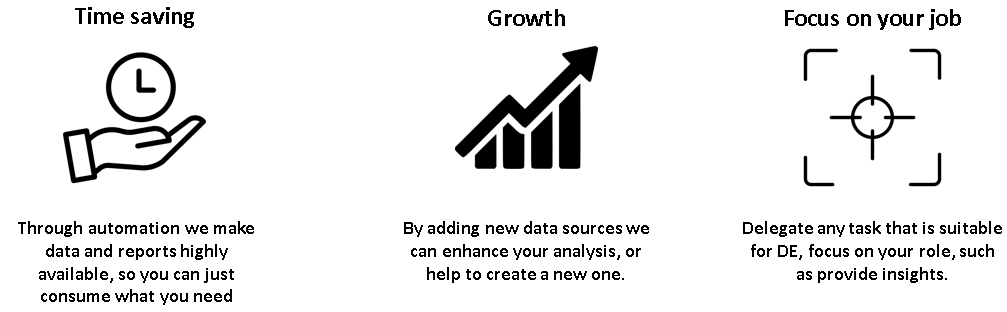 Time saving
Through automation we make
data and reports highly
available, so you can just
consume what you need
Growth
By adding new data sources we
can enhance your analysis, or
help to create a new one.
Focus on your job
Delegate any task that is suitable
for DE, focus on your role, such
as provide insights.